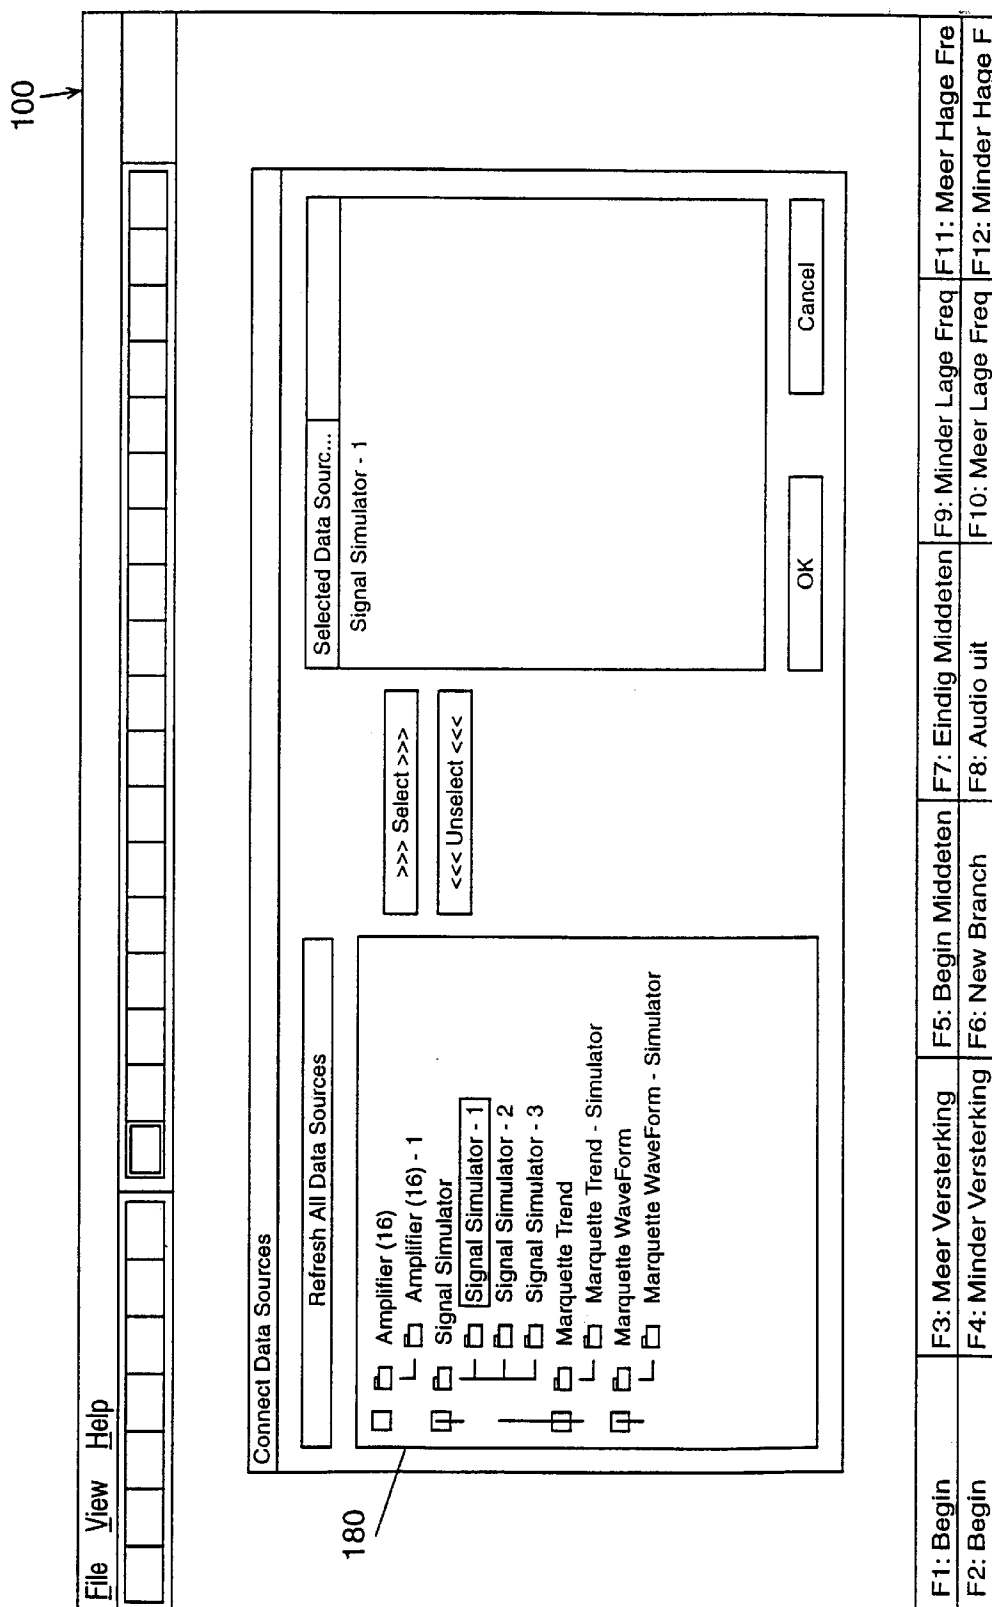 100
File View Help
Connect Data Sources
Refresh All Data Sources
Amplifier (16)
Amplifier (16) - 1
Signal Simulator
Signal Simulator - 1
Signal Simulator - 2
Signal Simulator - 3
Marquette Trend
Marquette Trend - Simulator
Marquette WaveForm
Marquette WaveForm - Simulator
180
>>> Select >>>
<<< Unselect <<<
Selected Data Sourc...
Signal Simulator - 1
OK
Cancel
F1: Begin F3: Meer Versterking F5: Begin Middeten F7: Eindig Middeten F9: Minder Lage Freq F11: Meer Hage Fre
F2: Begin F4: Minder Versterking F6: New Branch F8: Audio uit F10: Meer Lage Freq F12: Minder Hage F